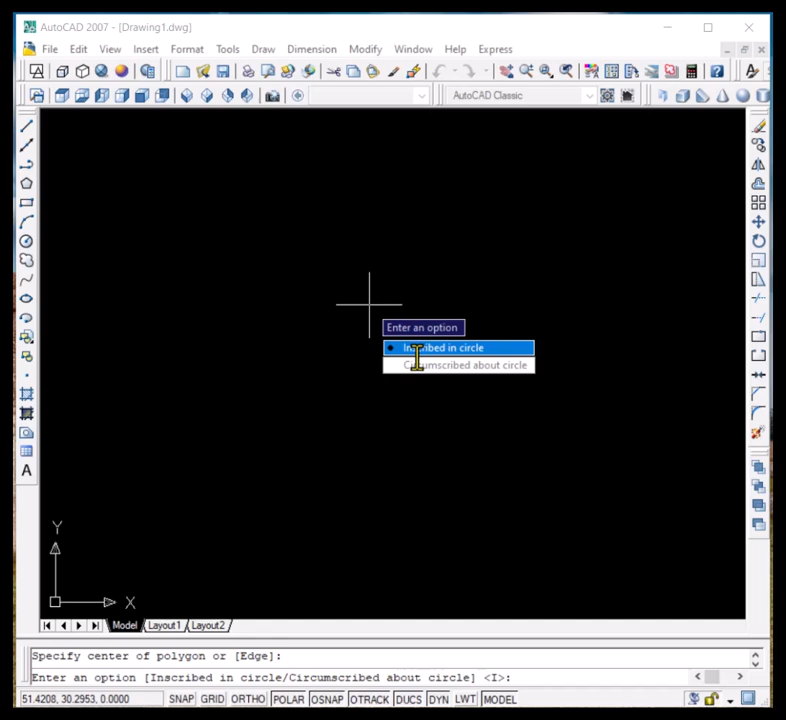 AutoCAD 2007 - [Drawing1.dwg]
File Edit View Insert Format Tools Draw Dimension Modify Window Help Express
AutoCAD Classic
Enter an option
Inscribed in circle
Circumscribed about circle
Y
X
A
Model Layout1 Layout2
Specify center of polygon or [Edge]:
Enter an option [Inscribed in circle/Circumscribed about circle] <I>:
51.4208, 30.2953, 0.0000 SNAP GRID ORTHO POLAR OSNAP OTRACK DUCS DYN LWT MODEL